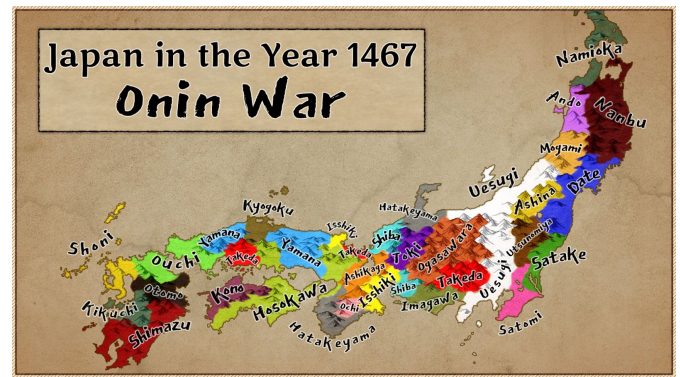 Japan in the Year 1467
Onin War
Namioka
Ando
Nanbu
Mogami
Uesugi
Date
Ashina
Hatakeyama
Utsunomiya
Kyogoku
Isshiki
Shiba
Toki
Ogasawara
Satake
Shoni
Yamana
Takeda
Yamana
Takeda
Ouchi
Ashikaga
Takeda
Uesugi
Otomo
Kono
Hosokawa
Ochi
Isshiki
Shiba
Imagawa
Satomi
Kikuchi
Shimazu
Hatakeyama